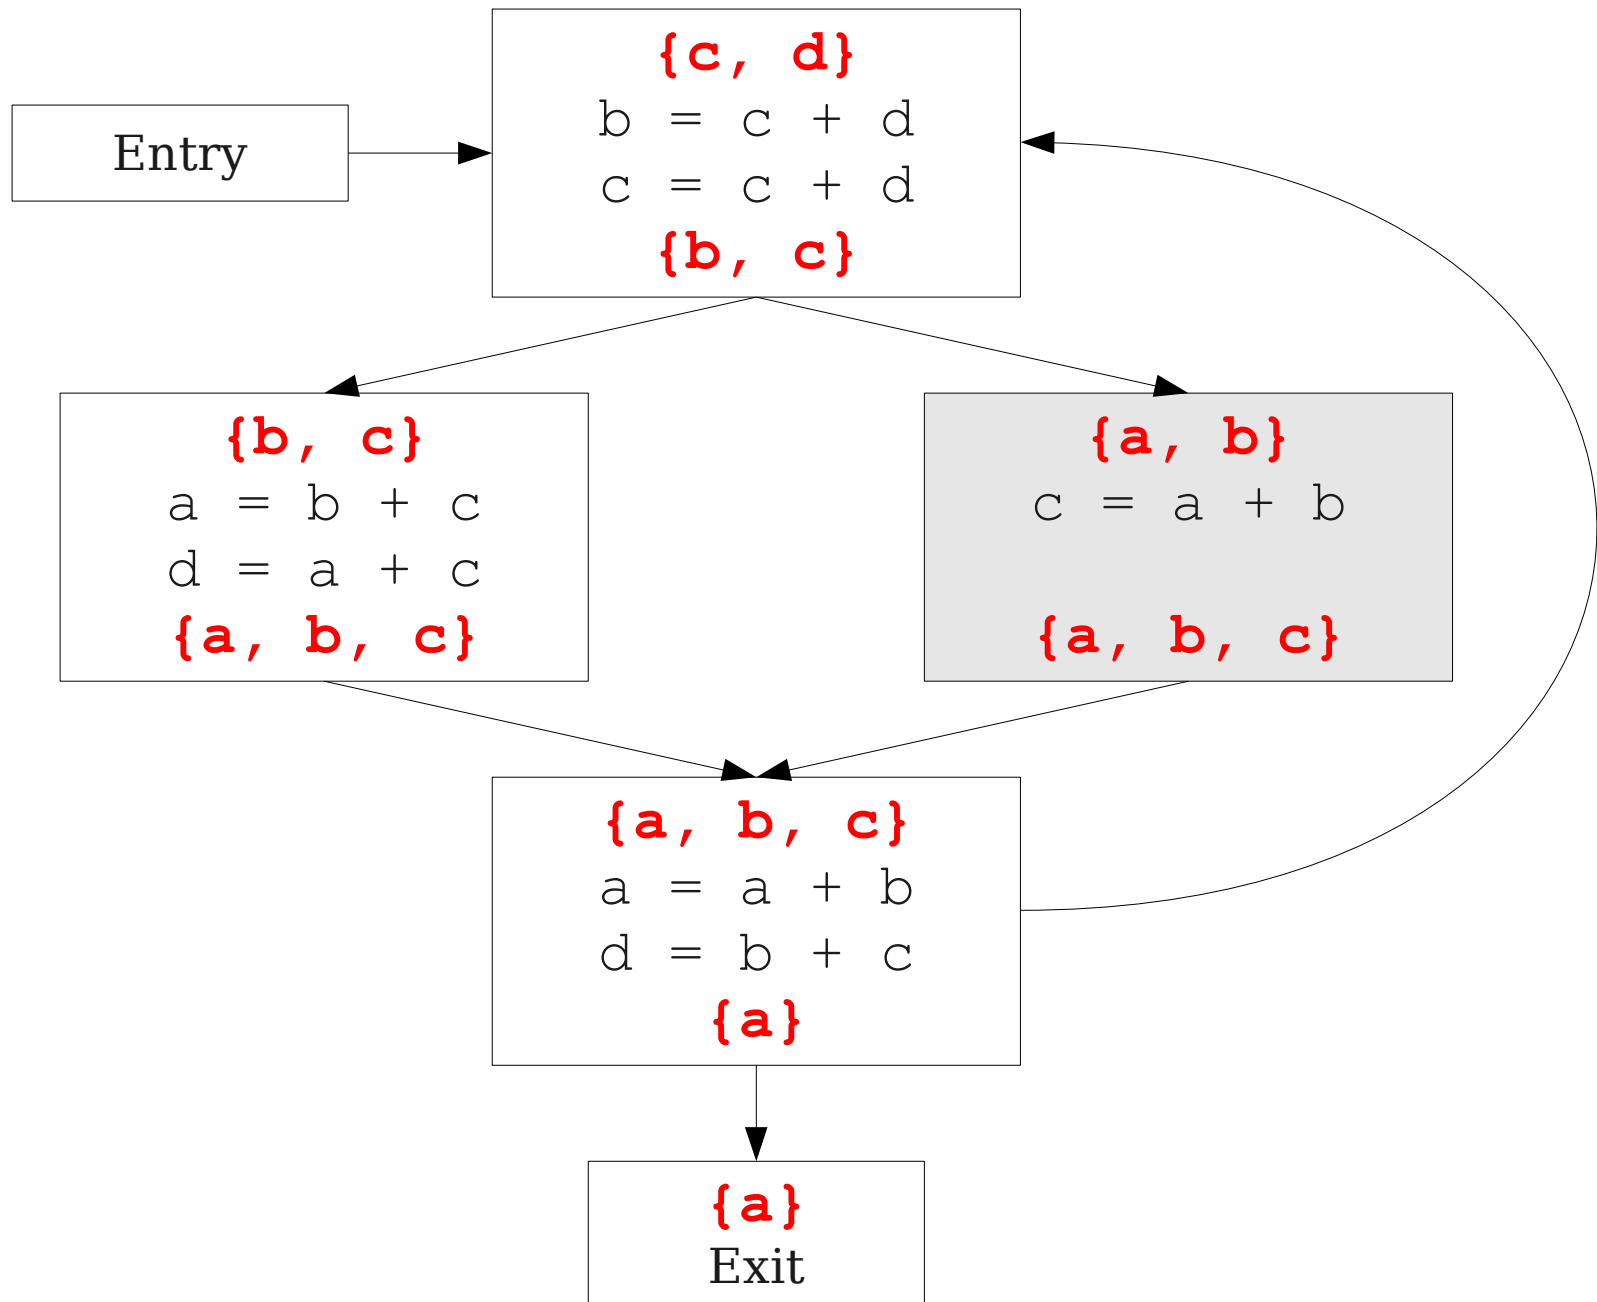 {c, d}
b = c + d
c = c + d
{b, c}
Entry
{b, c}
a = b + c
d = a + c
{a, b, c}
{a, b}
c = a + b
{a, b, c}
{a, b, c}
a = a + b
d = b + c
{a}
{a}
Exit